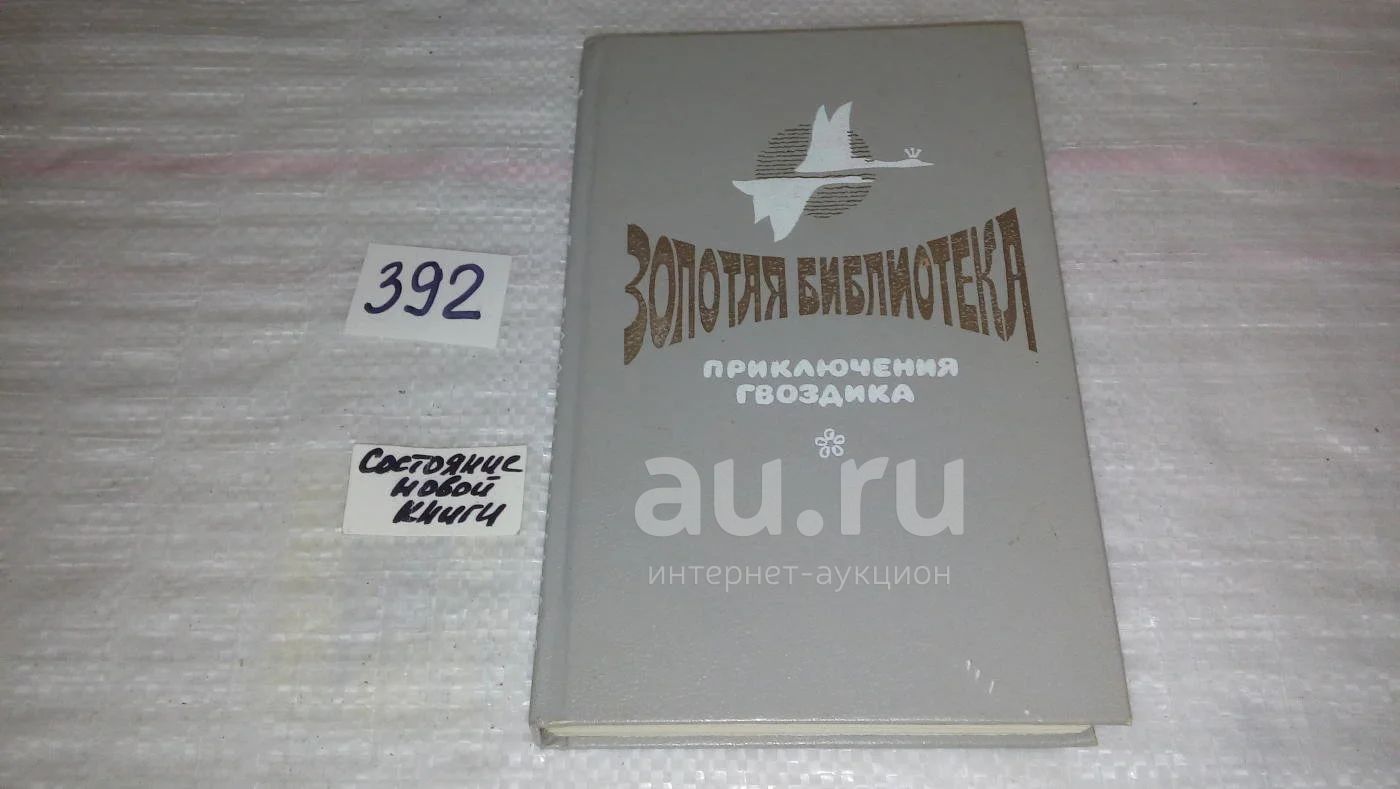 ЗОЛОТАЯ БИБЛИОТЕКА
ПРИКЛЮЧЕНИЯ
ГВОЗДИКА
392
Состояние
новой
книги
au.ru
интернет-аукцион